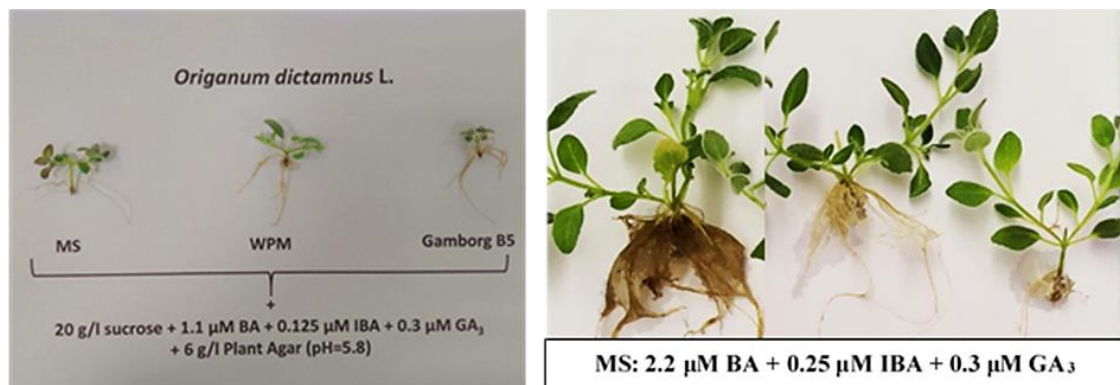 Origanum dictamnus L.
MS
WPM
Gamborg B5
+
20 g/l sucrose + 1.1 μM BA + 0.125 μM IBA + 0.3 μM GA₃
+ 6 g/l Plant Agar (pH=5.8)
MS: 2.2 μM BA + 0.25 μM IBA + 0.3 μM GA₃